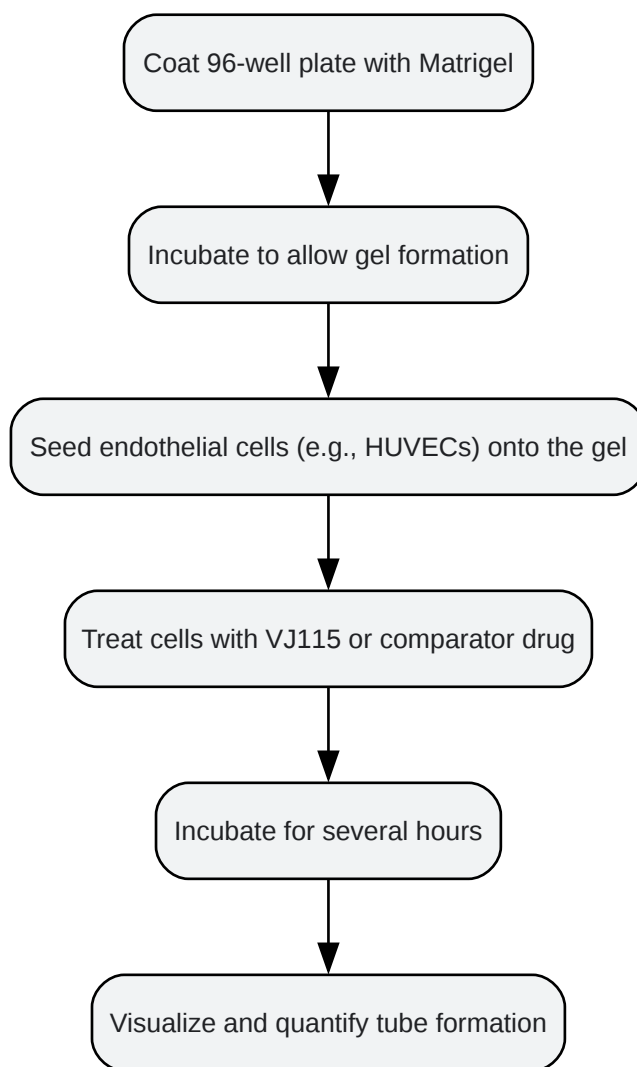 Coat 96-well plate with Matrigel
Incubate to allow gel formation
Seed endothelial cells (e.g., HUVECs) onto the gel
Treat cells with VJ115 or comparator drug
Incubate for several hours
Visualize and quantify tube formation